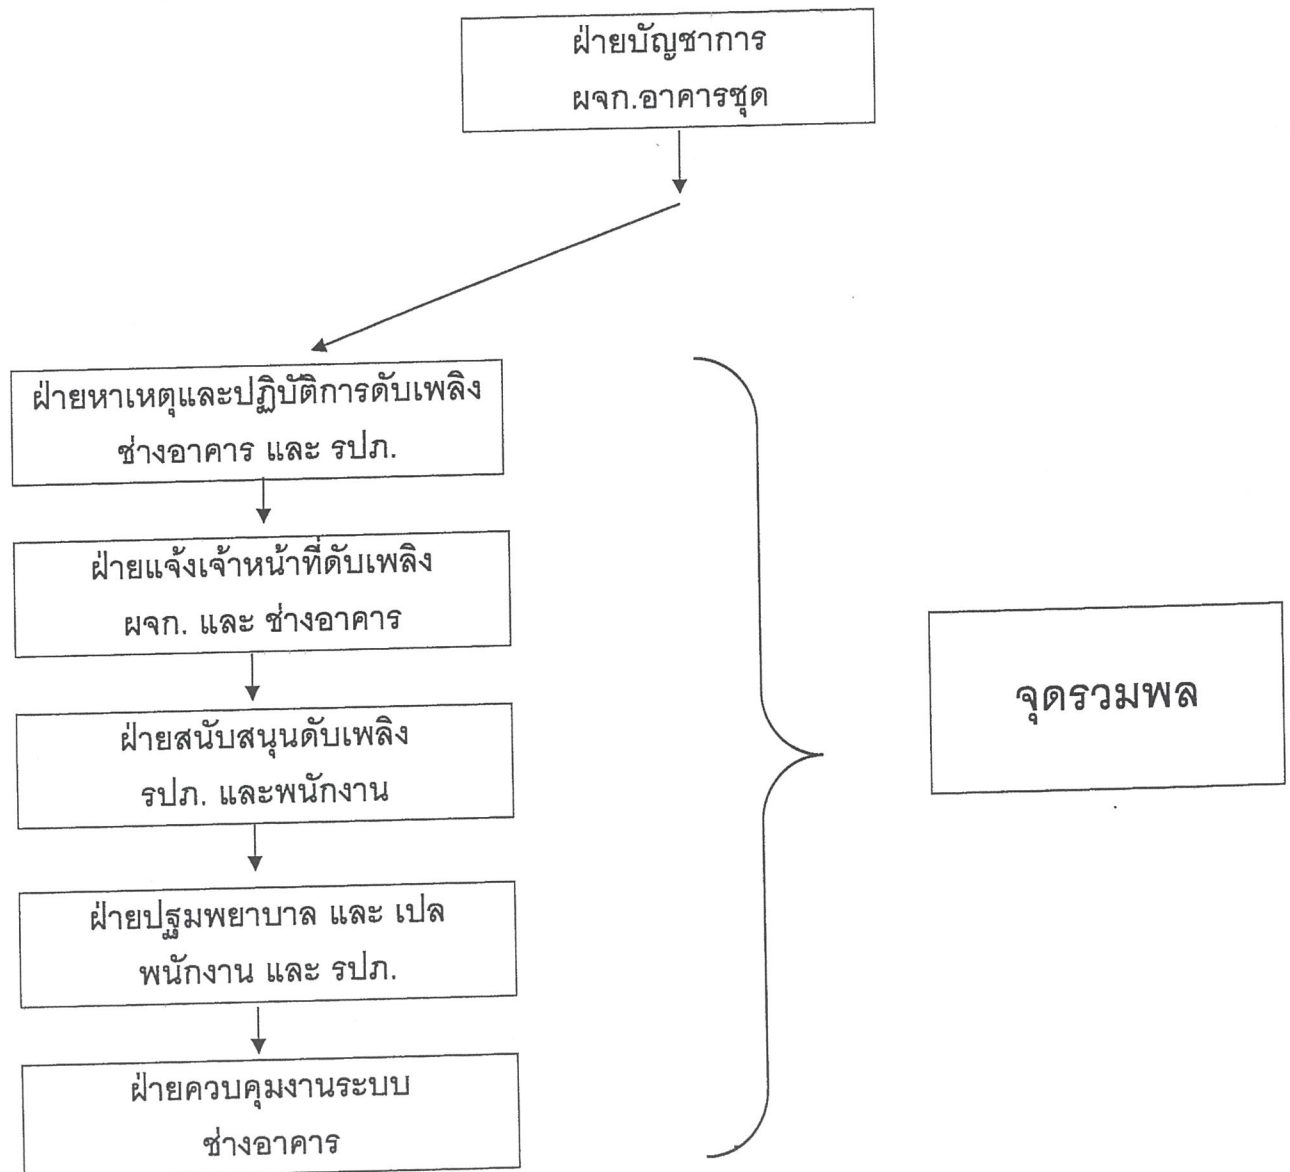 ฝ่ายบัญชาการ
ผจก.อาคารชุด
ฝ่ายหาเหตุและปฏิบัติการดับเพลิง
ช่างอาคาร และ รปภ.
ฝ่ายแจ้งเจ้าหน้าที่ดับเพลิง
ผจก. และ ช่างอาคาร
ฝ่ายสนับสนุนดับเพลิง
รปภ. และพนักงาน
ฝ่ายปฐมพยาบาล และ เปล
พนักงาน และ รปภ.
ฝ่ายควบคุมงานระบบ
ช่างอาคาร
จุดรวมพล